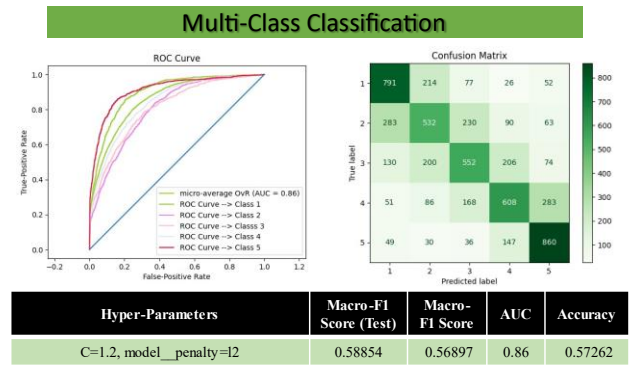 Multi-Class Classification
ROC Curve
1.0
0.8
0.6
0.4
0.2
0.0
True-Positive Rate
micro-average OvR (AUC = 0.86)
ROC Curve --> Class 1
ROC Curve --> Class 2
ROC Curve --> Classs 3
ROC Curve --> Class 4
ROC Curve --> Class 5
−0.2 0.0 0.2 0.4 0.6 0.8 1.0 1.2
False-Positive Rate
Confusion Matrix
True label
1 791 214 77 26 52
2 283 532 230 90 63
3 130 200 552 206 74
4 51 86 168 608 283
5 49 30 36 147 860
1 2 3 4 5
Predicted label
800
700
600
500
400
300
200
100
Hyper-Parameters Macro-F1 Score (Test) Macro-F1 Score AUC Accuracy
C=1.2, model__penalty=l2 0.58854 0.56897 0.86 0.57262